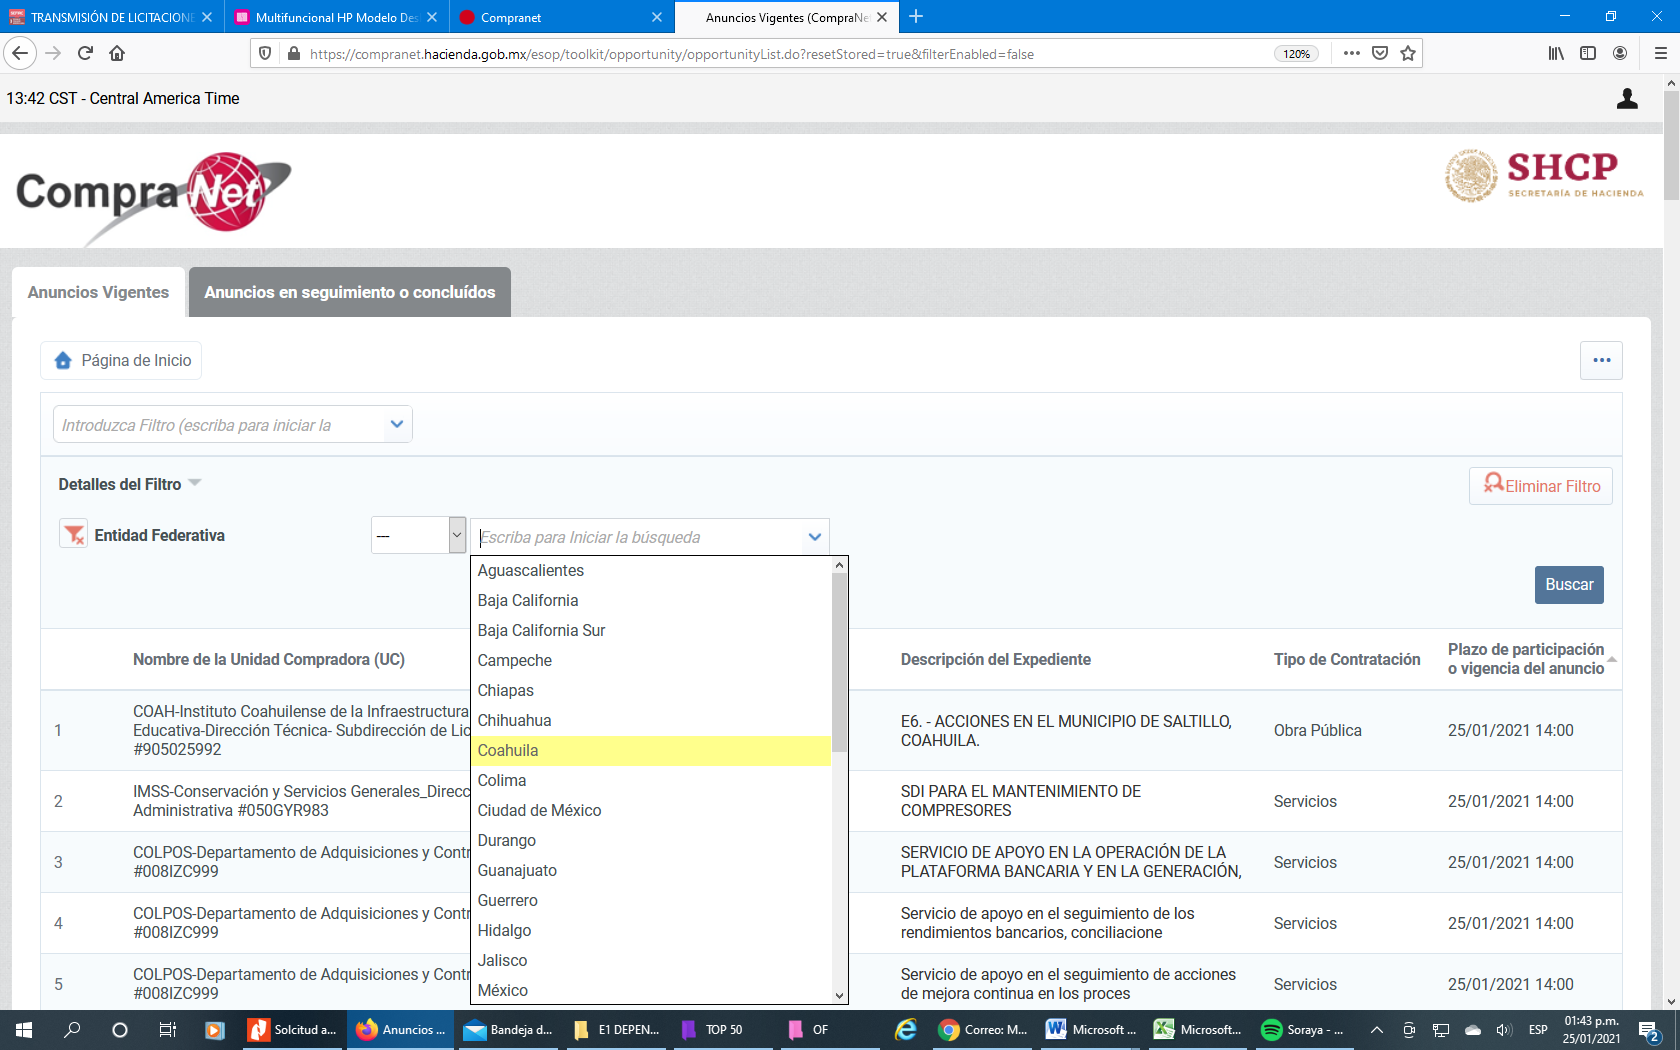 TRANSMISIÓN DE LICITACIONE
Multifuncional HP Modelo Des
Compranet
Anuncios Vigentes (CompraNet
https://compranet.hacienda.gob.mx/esop/toolkit/opportunity/opportunityList.do?resetStored=true&filterEnabled=false
120%
13:42 CST - Central America Time
CompraNet
SHCP
SECRETARÍA DE HACIENDA
Anuncios Vigentes
Anuncios en seguimiento o concluídos
Página de Inicio
Introduzca Filtro (escriba para iniciar la
Detalles del Filtro
Eliminar Filtro
Entidad Federativa
---
Escriba para Iniciar la búsqueda
Aguascalientes
Baja California
Baja California Sur
Campeche
Chiapas
Chihuahua
Coahuila
Colima
Ciudad de México
Durango
Guanajuato
Guerrero
Hidalgo
Jalisco
México
Buscar
Nombre de la Unidad Compradora (UC)
Descripción del Expediente
Tipo de Contratación
Plazo de participación
o vigencia del anuncio
1
COAH-Instituto Coahuilense de la Infraestructura
Educativa-Dirección Técnica- Subdirección de Lic
#905025992
E6. - ACCIONES EN EL MUNICIPIO DE SALTILLO,
COAHUILA.
Obra Pública
25/01/2021 14:00
2
IMSS-Conservación y Servicios Generales_Direcc
Administrativa #050GYR983
SDI PARA EL MANTENIMIENTO DE
COMPRESORES
Servicios
25/01/2021 14:00
3
COLPOS-Departamento de Adquisiciones y Contr
#008IZC999
SERVICIO DE APOYO EN LA OPERACIÓN DE LA
PLATAFORMA BANCARIA Y EN LA GENERACIÓN,
Servicios
25/01/2021 14:00
4
COLPOS-Departamento de Adquisiciones y Contr
#008IZC999
Servicio de apoyo en el seguimiento de los
rendimientos bancarios, conciliacione
Servicios
25/01/2021 14:00
5
COLPOS-Departamento de Adquisiciones y Contr
#008IZC999
Servicio de apoyo en el seguimiento de acciones
de mejora continua en los proces
Servicios
25/01/2021 14:00
Solcitud a...
Anuncios ...
Bandeja d...
E1 DEPEN...
TOP 50
OF
Correo: M...
Microsoft ...
Microsoft...
Soraya - ...
ESP
01:43 p.m.
25/01/2021
2